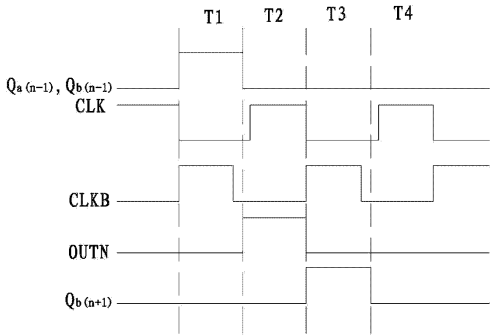 T1 T2 T3 T4
Qa(n-1), Qb(n-1)
CLK
CLKB
OUTN
Qb(n+1)